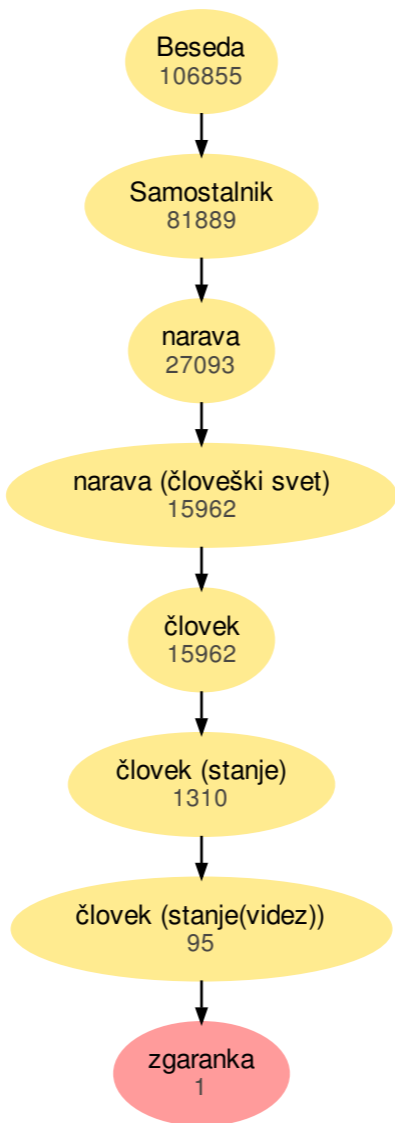 Beseda
106855
Samostalnik
81889
narava
27093
narava (človeški svet)
15962
človek
15962
človek (stanje)
1310
človek (stanje(videz))
95
zgaranka
1